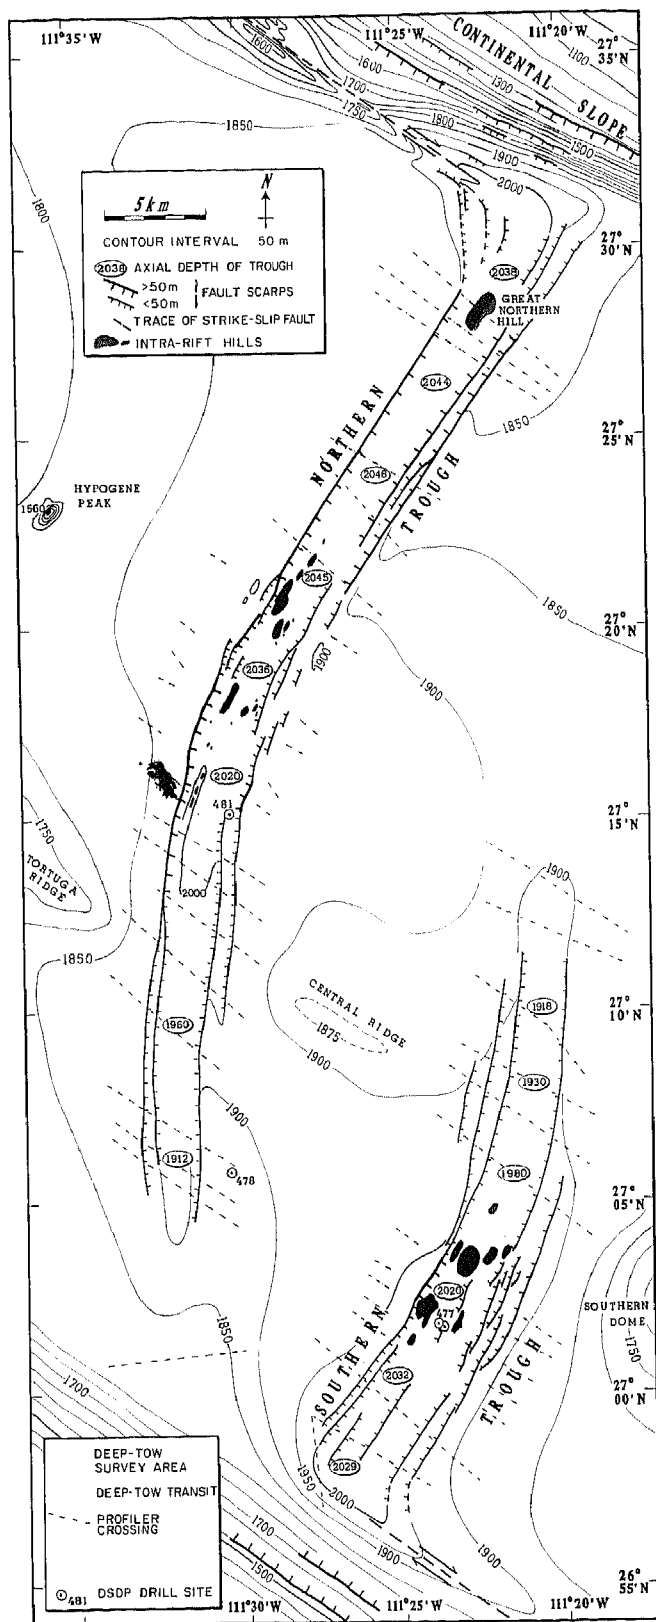 111°35'W
111°25'W
111°20'W
27°
35'N
CONTINENTAL SLOPE
1600
1700
1750
1600
1300
1100
1800
1500
1900
2000
1850
1800
5 km
N
CONTOUR INTERVAL 50 m
2038 AXIAL DEPTH OF TROUGH
>50m
<50m
FAULT SCARPS
TRACE OF STRIKE-SLIP FAULT
INTRA-RIFT HILLS
27°
30'N
2038
GREAT
NORTHERN
HILL
2044
NORTHERN
TROUGH
1850
27°
25'N
2046
HYPOGENE
PEAK
2045
1850
27°
20'N
1900
2036
1900
2020
481
27°
15'N
1750
TORTUGA
RIDGE
2000
1900
1850
CENTRAL RIDGE
1875
1900
1918
27°
10'N
1960
1930
1900
1912
478
1980
27°
05'N
2020
477
SOUTHERN
DOME
1750
1850
SOUTHERN
TROUGH
2032
27°
00'N
1700
DEEP-TOW
SURVEY AREA
DEEP-TOW TRANSIT
PROFILER
CROSSING
481 DSDP DRILL SITE
1950
2029
2000
1700
1500
1900
1900
26°
55'N
111°30'W
111°25'W
111°20'W